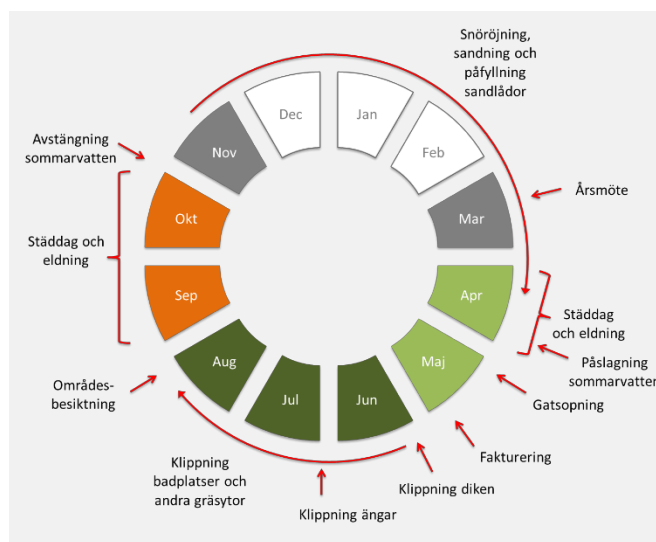 Snöröjning,
sandning och
påfyllning
sandlådor
Dec
Jan
Avstängning
sommarvatten
Nov
Feb
Årsmöte
Okt
Mar
Städdag och
eldning
Sep
Apr
Städdag
och eldning
Områdes-
besiktning
Aug
Maj
Påslagning
sommarvatten
Jul
Jun
Gatsopning
Fakturering
Klippning
badplatser och
andra gräsytor
Klippning diken
Klippning ängar